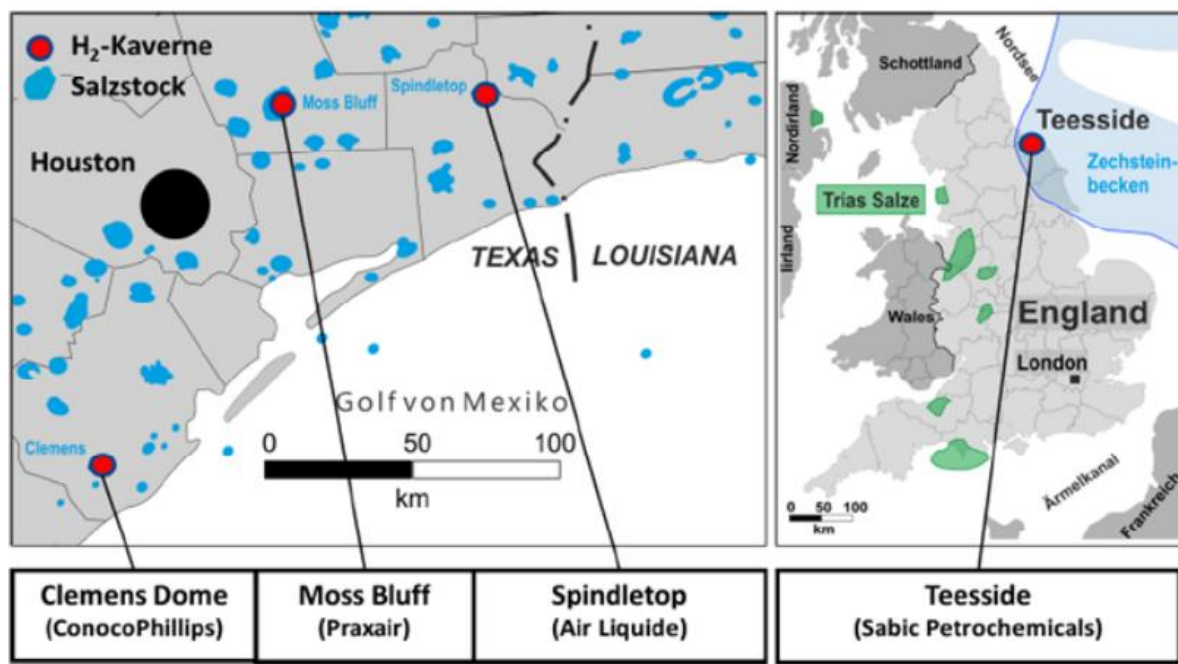 H₂-Kaverne
Salzstock
Moss Bluff
Spindletop
Houston
TEXAS
LOUISIANA
Golf von Mexiko
0 50 100
km
Clemens
Schottland
Nordsee
Nordirland
Teesside
Zechstein-
becken
Trias Salze
Irland
Wales
England
London
Ärmelkanal
Frankreich
0 50 100
km
Clemens Dome
(ConocoPhillips)
Moss Bluff
(Praxair)
Spindletop
(Air Liquide)
Teesside
(Sabic Petrochemicals)